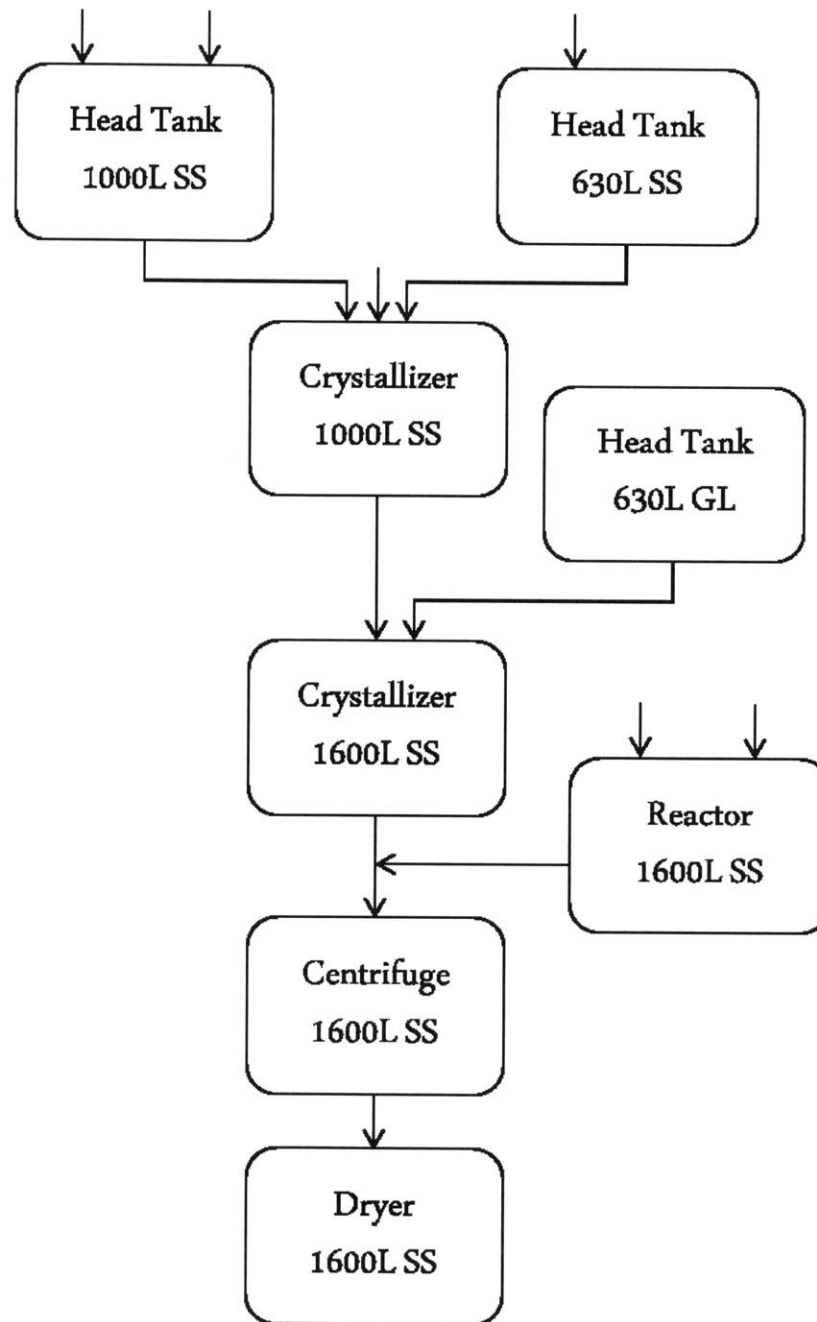 Head Tank
1000L SS
Head Tank
630L SS
Crystallizer
1000L SS
Head Tank
630L GL
Crystallizer
1600L SS
Reactor
1600L SS
Centrifuge
1600L SS
Dryer
1600L SS